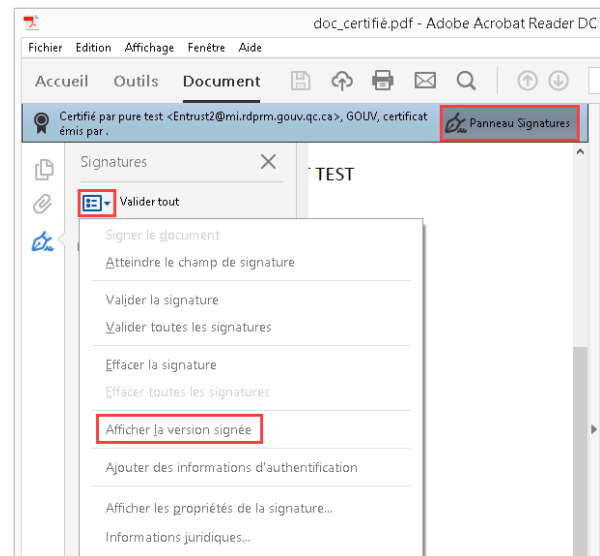 doc_certifié.pdf - Adobe Acrobat Reader DC
Fichier Edition Affichage Fenêtre Aide
Accueil Outils Document
Certifié par pure test <Entrust2@mi.rdprm.gouv.qc.ca>, GOUV, certificat
émis par .
Panneau Signatures
Signatures
TEST
Valider tout
Signer le document
Atteindre le champ de signature
Valider la signature
Valider toutes les signatures
Effacer la signature
Effacer toutes les signatures
Afficher la version signée
Ajouter des informations d'authentification
Afficher les propriétés de la signature...
Informations juridiques...